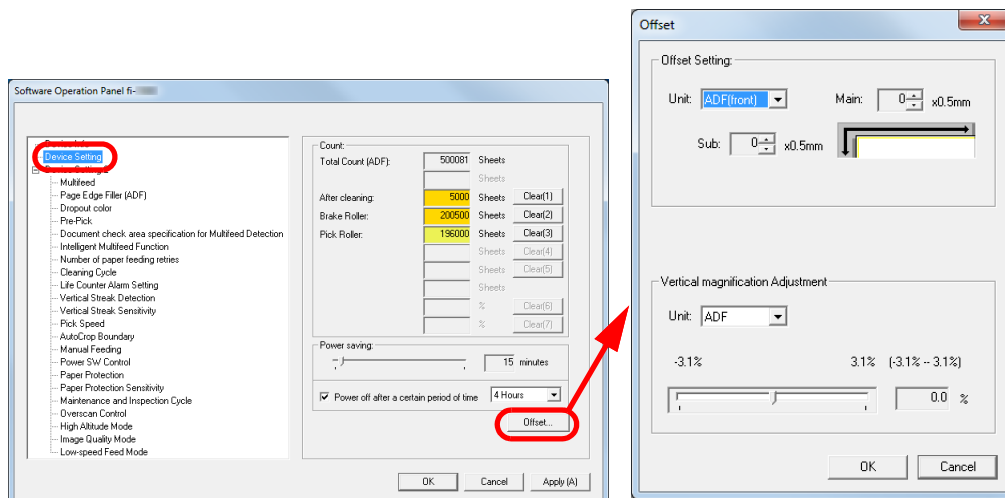 Software Operation Panel fi-
Device Info
Device Setting
Device Setting 2
Multifeed
Page Edge Filler (ADF)
Dropout color
Pre-Pick
Document check area specification for Multifeed Detection
Intelligent Multifeed Function
Number of paper feeding retries
Cleaning Cycle
Life Counter Alarm Setting
Vertical Streak Detection
Vertical Streak Sensitivity
Pick Speed
AutoCrop Boundary
Manual Feeding
Power SW Control
Paper Protection
Paper Protection Sensitivity
Maintenance and Inspection Cycle
Overscan Control
High Altitude Mode
Image Quality Mode
Low-speed Feed Mode
Count:
Total Count (ADF): 500081 Sheets
Sheets
After cleaning: 5000 Sheets Clear(1)
Brake Roller: 200500 Sheets Clear(2)
Pick Roller: 196000 Sheets Clear(3)
Sheets Clear(4)
Sheets Clear(5)
Sheets
% Clear(6)
% Clear(7)
Power saving:
15 minutes
Power off after a certain period of time 4 Hours
Offset...
OK Cancel Apply (A)
Offset
Offset Setting:
Unit: ADF(front) Main: 0 x0.5mm
Sub: 0 x0.5mm
Vertical magnification Adjustment
Unit: ADF
-3.1% 3.1% (-3.1% -- 3.1%)
0.0 %
OK Cancel